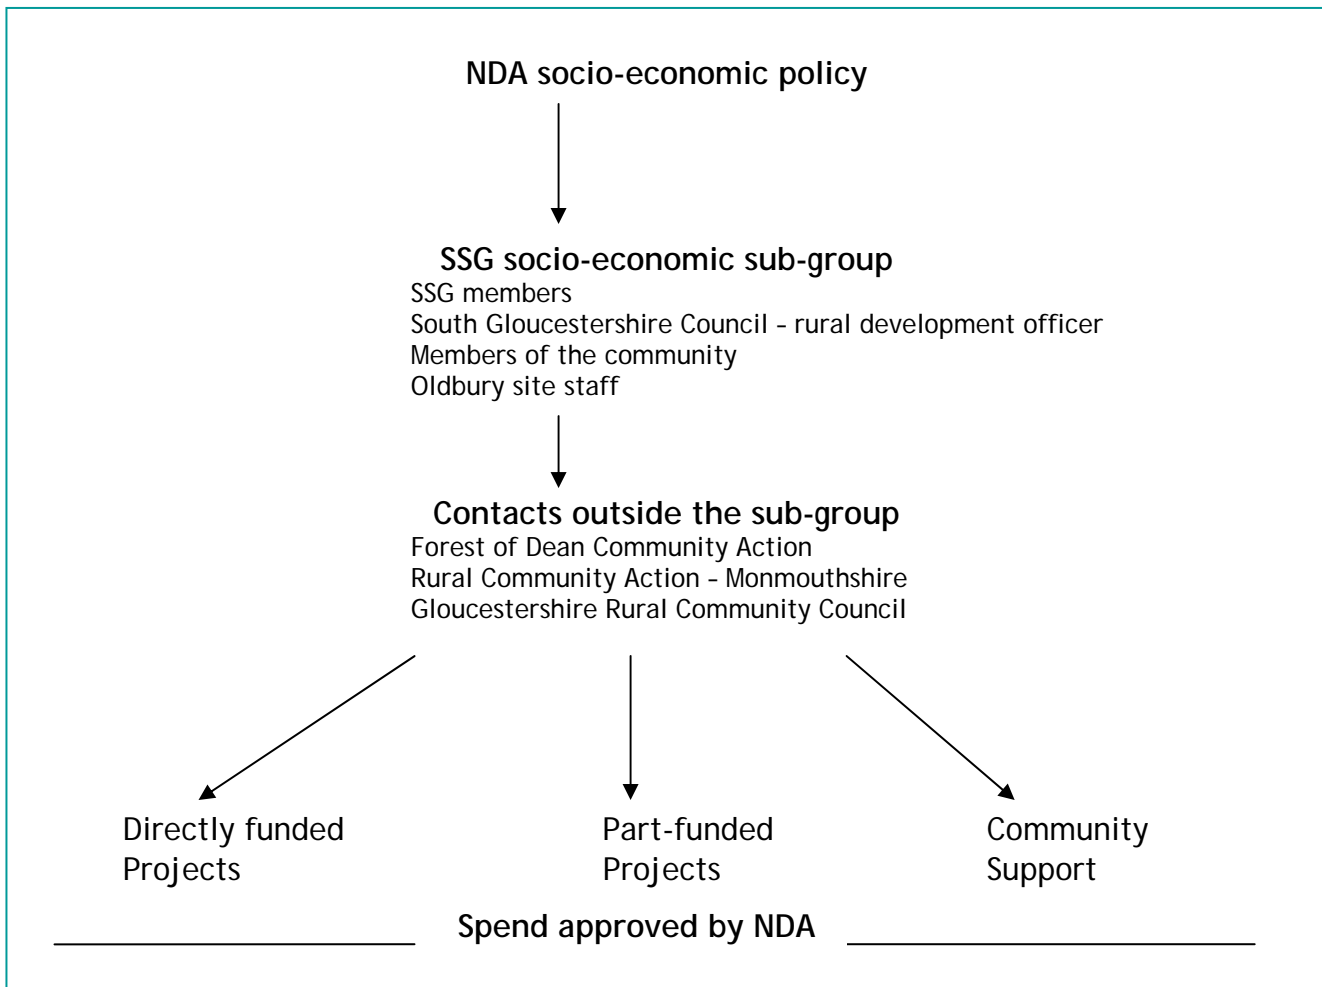 NDA socio-economic policy
SSG socio-economic sub-group
SSG members
South Gloucestershire Council – rural development officer
Members of the community
Oldbury site staff
Contacts outside the sub-group
Forest of Dean Community Action
Rural Community Action – Monmouthshire
Gloucestershire Rural Community Council
Directly funded
Projects
Part-funded
Projects
Community
Support
Spend approved by NDA